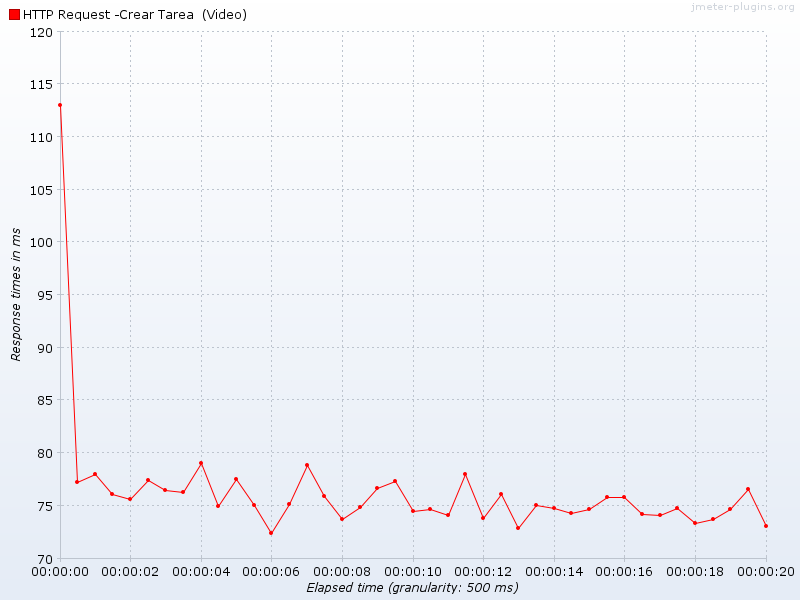 HTTP Request -Crear Tarea (Video)
jmeter-plugins.org
120
115
110
105
100
95
90
85
80
75
70
Response times in ms
00:00:00 00:00:02 00:00:04 00:00:06 00:00:08 00:00:10 00:00:12 00:00:14 00:00:16 00:00:18 00:00:20
Elapsed time (granularity: 500 ms)